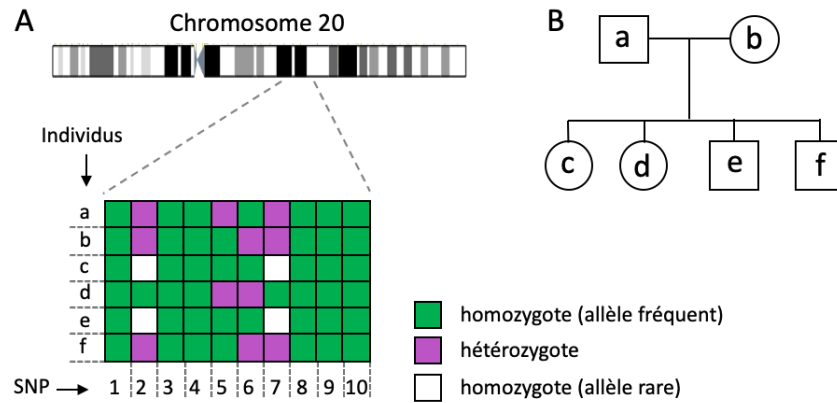 A
Chromosome 20
B
a
b
Individus
c
d
e
f
a
b
c
d
e
f
homozygote (allèle fréquent)
hétérozygote
homozygote (allèle rare)
SNP
1 2 3 4 5 6 7 8 9 10